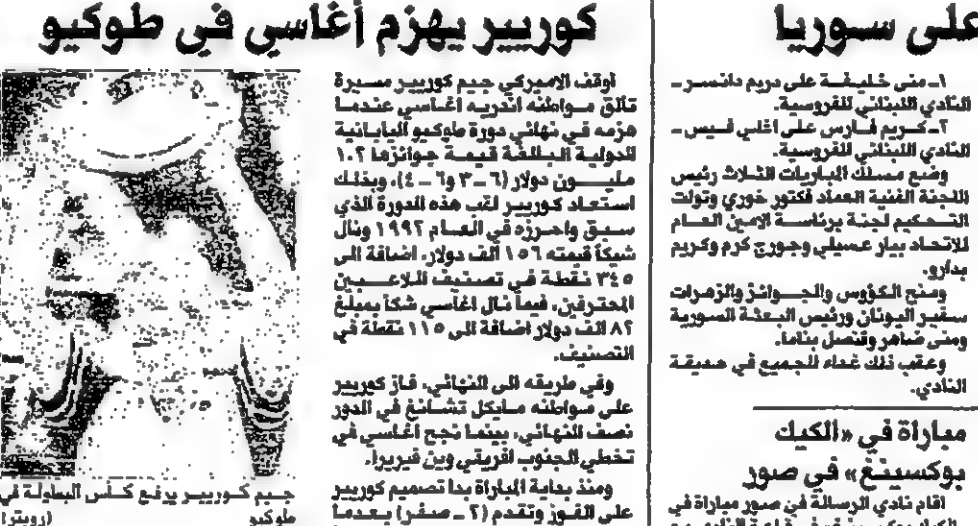 على سوريا
١ـ منى خليفة على دريم دانسر ـ
النادي اللبناني للفروسية.
٢ـ كريم فارس على اغلي فيس ـ
النادي اللبناني للفروسية.
وضع مسلك المباريات الثلاث رئيس
اللجنة الفنية العماد فكتور خوري وتولت
التحكيم لجنة برئاسة الامين العام
للاتحاد بيار عسيلي وجورج كرم وكريم
بدارو.
ومنح الكؤوس والجوائز والزهرات
سفير اليونان ورئيس البعثة السورية
ومنى ضاهر وقنصل بناما.
وعقب ذلك غداء للجميع في حديقة
النادي.
مباراة في «الكيك
بوكسينغ» في صور
اقام نادي الرسالة في صور مباراة في
كوريير يهزم أغاسي في طوكيو
أوقف الاميركي جيم كوريير مسيرة
تألق مواطنه اندريه اغاسي عندما
هزمه في نهائي دورة طوكيو اليابانية
الدولية البالغة قيمة جوائزها ١٠٢
مليون دولار (٦ ـ ٣ و٦ ـ ٤)، وبذلك
استعاد كوريير لقب هذه الدورة الذي
سبق واحرزه في العام ١٩٩٢ ونال
شيكاً قيمته ١٥٦ الف دولار، اضافة الى
٣٤٥ نقطة في تصنيف اللاعبين
المحترفين، فيما نال اغاسي شكاً بمبلغ
٨٢ الف دولار اضافة الى ١١٥ نقطة في
التصنيف.
وفي طريقه الى النهائي، فاز كوريير
على مواطنه مايكل تشانغ في الدور
نصف النهائي، بينما نجح اغاسي في
تخطي الجنوب افريقي وين فيريرا.
ومنذ بداية المباراة بدا تصميم كوريير
على الفوز وتقدم (٢ ـ صفر) بعدما
جيم كوريير يرفع كأس البطولة في
طوكيو (رويترا